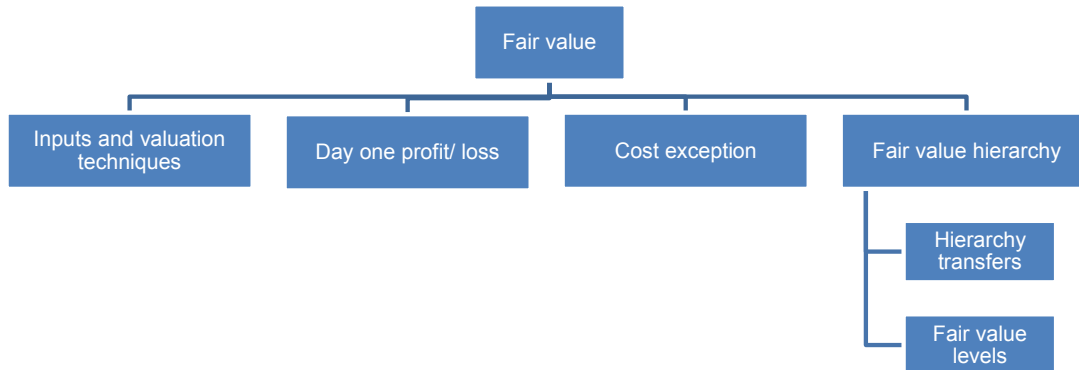 Fair value
Inputs and valuation
techniques
Day one profit/ loss
Cost exception
Fair value hierarchy
Hierarchy
transfers
Fair value
levels